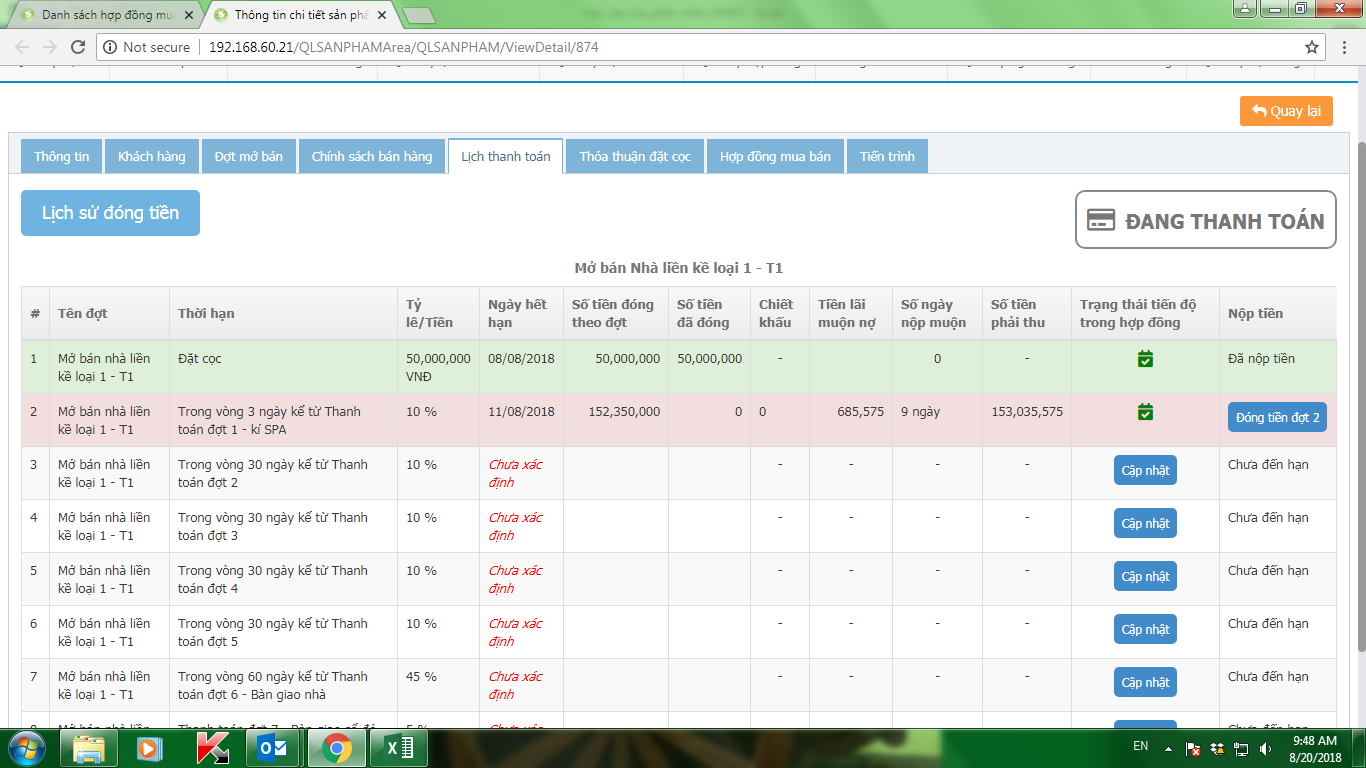 Danh sách hợp đồng mu
Thông tin chi tiết sản phẩ
Not secure
192.168.60.21/QLSANPHAMArea/QLSANPHAM/ViewDetail/874
Quay lại
Thông tin
Khách hàng
Đợt mở bán
Chính sách bán hàng
Lịch thanh toán
Thỏa thuận đặt cọc
Hợp đồng mua bán
Tiến trình
Lịch sử đóng tiền
ĐANG THANH TOÁN
Mở bán Nhà liền kề loại 1 - T1
# Tên đợt Thời hạn Tỷ Ngày hết Số tiền đóng Số tiền Chiết Tiền lãi Số ngày Số tiền Trạng thái tiến độ Nộp tiền
lê/Tiền hạn theo đợt đã đóng khấu muộn nợ nộp muộn phải thu trong hợp đồng
1 Mở bán nhà liền Đặt cọc 50,000,000 08/08/2018 50,000,000 50,000,000 - 0 - Đã nộp tiền
kề loại 1 - T1 VNĐ
2 Mở bán nhà liền Trong vòng 3 ngày kể từ Thanh 10 % 11/08/2018 152,350,000 0 0 685,575 9 ngày 153,035,575 Đóng tiền đợt 2
kề loại 1 - T1 toán đợt 1 - kí SPA
3 Mở bán nhà liền Trong vòng 30 ngày kể từ Thanh 10 % Chưa xác - - - - Cập nhật Chưa đến hạn
kề loại 1 - T1 toán đợt 2 định
4 Mở bán nhà liền Trong vòng 30 ngày kể từ Thanh 10 % Chưa xác - - - - Cập nhật Chưa đến hạn
kề loại 1 - T1 toán đợt 3 định
5 Mở bán nhà liền Trong vòng 30 ngày kể từ Thanh 10 % Chưa xác - - - - Cập nhật Chưa đến hạn
kề loại 1 - T1 toán đợt 4 định
6 Mở bán nhà liền Trong vòng 30 ngày kể từ Thanh 10 % Chưa xác - - - - Cập nhật Chưa đến hạn
kề loại 1 - T1 toán đợt 5 định
7 Mở bán nhà liền Trong vòng 60 ngày kể từ Thanh 45 % Chưa xác - - - - Cập nhật Chưa đến hạn
kề loại 1 - T1 toán đợt 6 - Bàn giao nhà định
EN
9:48 AM
8/20/2018